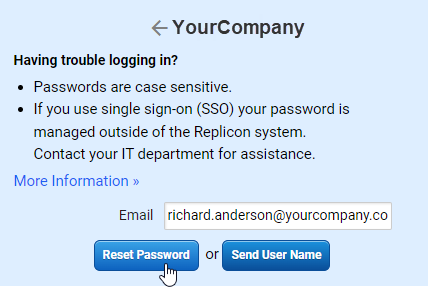 ← YourCompany
Having trouble logging in?
• Passwords are case sensitive.
• If you use single sign-on (SSO) your password is
managed outside of the Replicon system.
Contact your IT department for assistance.
More Information »
Email richard.anderson@yourcompany.co
Reset Password or Send User Name